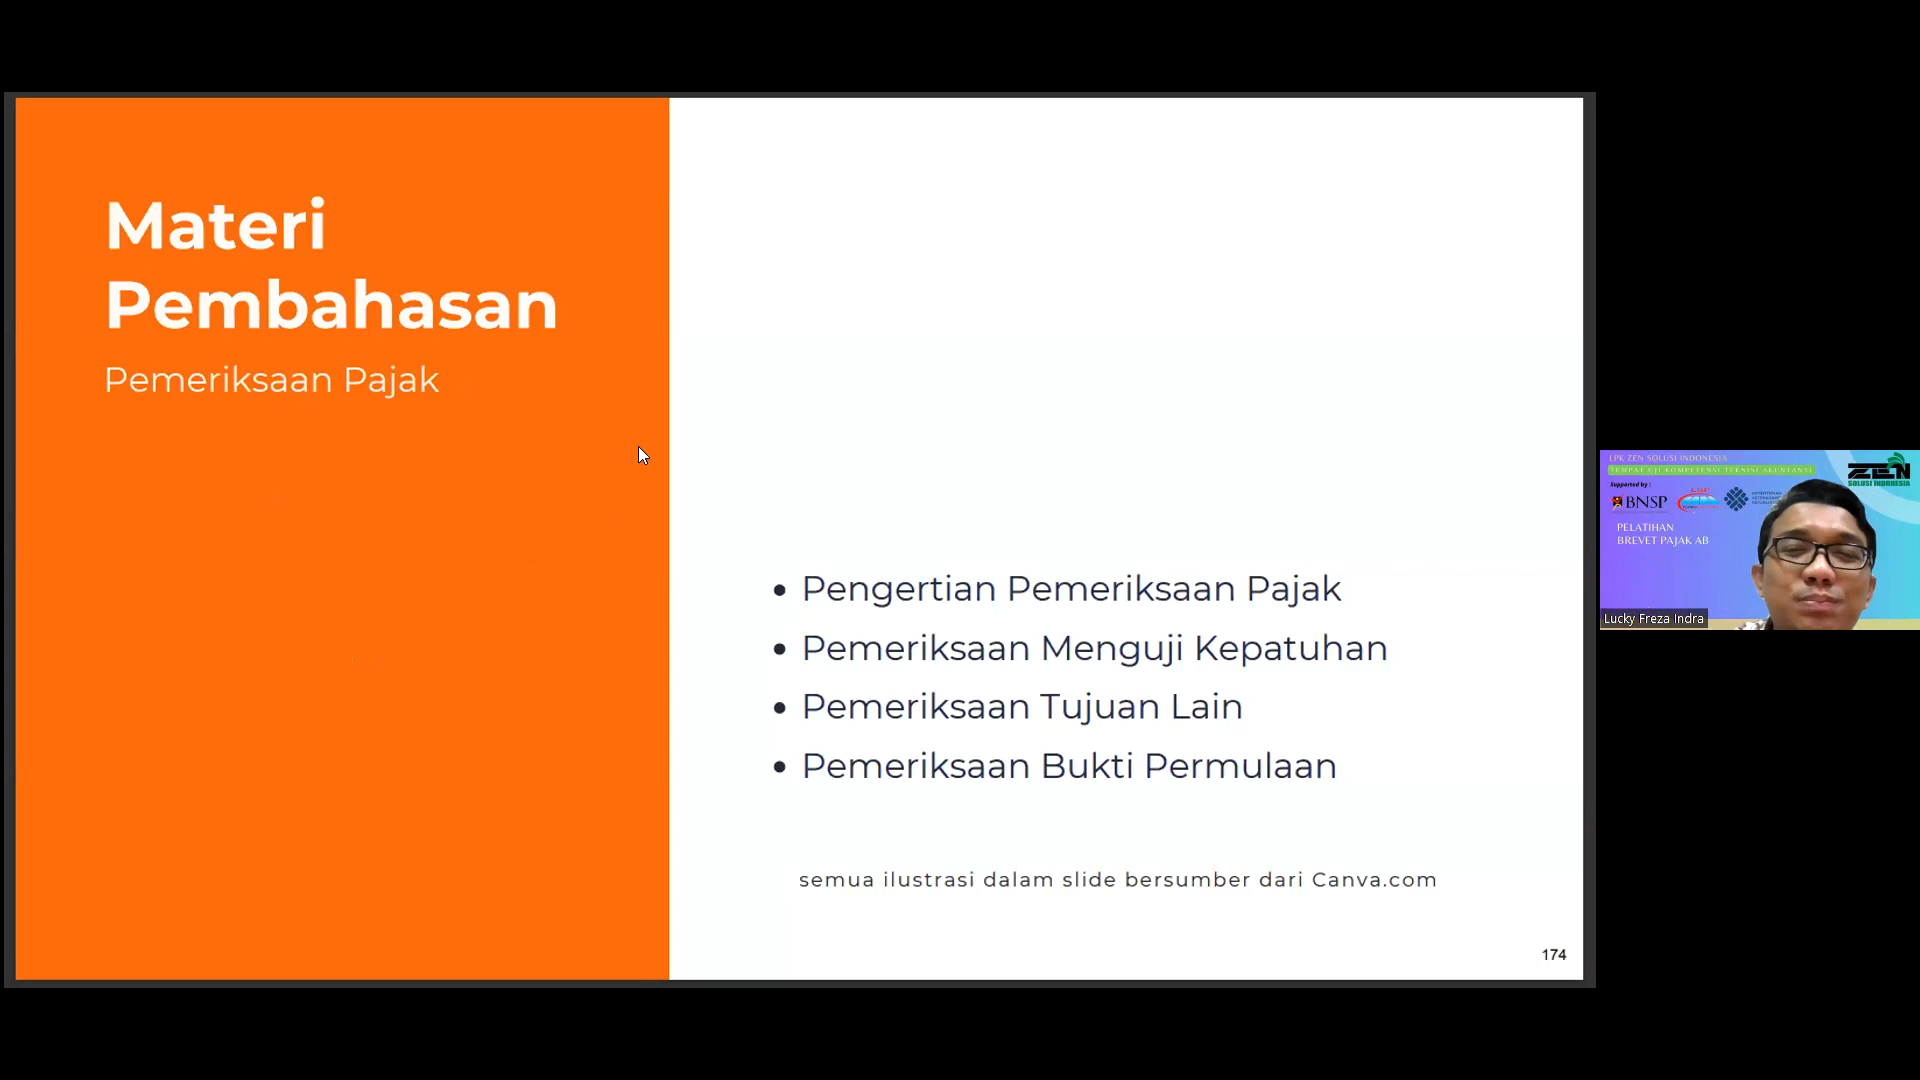 Materi
Pembahasan
Pemeriksaan Pajak
• Pengertian Pemeriksaan Pajak
• Pemeriksaan Menguji Kepatuhan
• Pemeriksaan Tujuan Lain
• Pemeriksaan Bukti Permulaan
semua ilustrasi dalam slide bersumber dari Canva.com
174
LPK ZEN SOLUSI INDONESIA
TEMPAT UJI KOMPETENSI TEKNISI AKUNTANSI
ZEN
SOLUSI INDONESIA
Supported by :
BNSP
PELATIHAN
BREVET PAJAK AB
Lucky Freza Indra